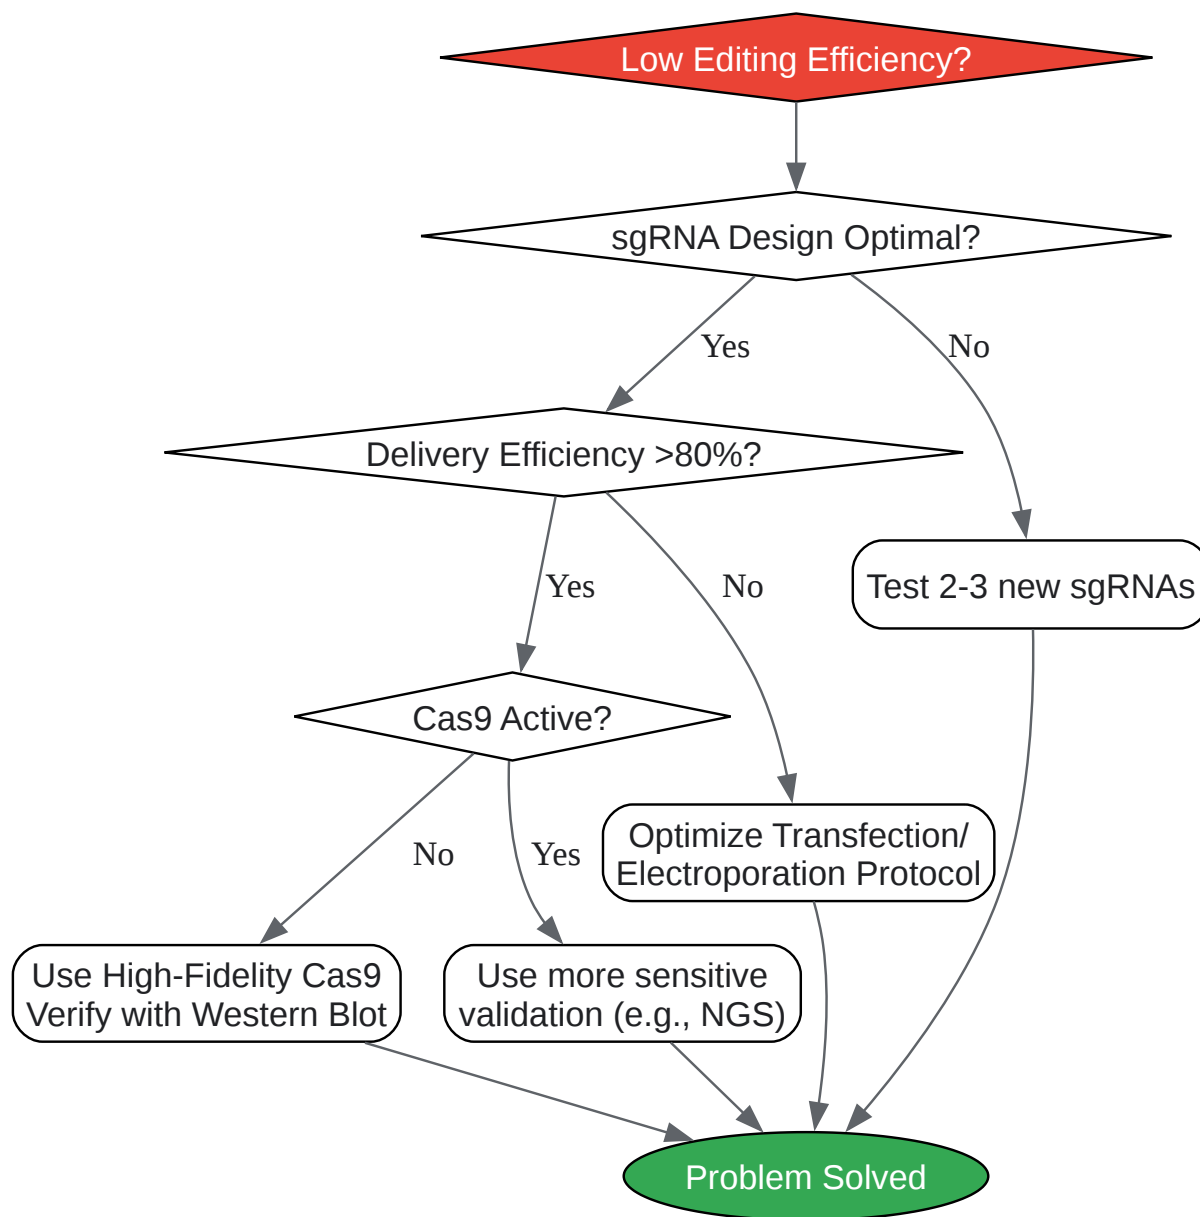 Low Editing Efficiency?
sgRNA Design Optimal?
Yes
No
Delivery Efficiency >80%?
Yes
No
Test 2-3 new sgRNAs
Cas9 Active?
No
Yes
Optimize Transfection/
Electroporation Protocol
Use High-Fidelity Cas9
Verify with Western Blot
Use more sensitive
validation (e.g., NGS)
Problem Solved